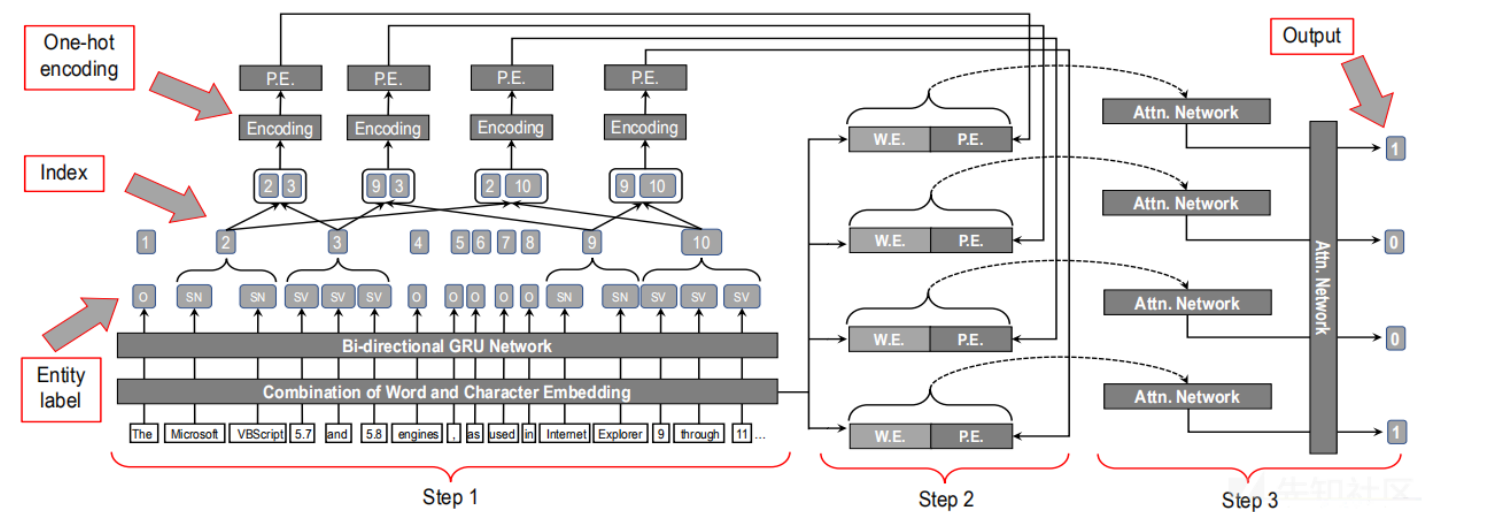 One-hot
encoding
P.E. P.E. P.E. P.E.
Encoding Encoding Encoding Encoding
Index
2 3 9 3 2 10 9 10
1 2 3 4 5 6 7 8 9 10
O SN SN SV SV SV O O O O O SN SN SV SV SV
Entity
label
Bi-directional GRU Network
Combination of Word and Character Embedding
The Microsoft VBScript 5.7 and 5.8 engines , as used in Internet Explorer 9 through 11 ...
Step 1
W.E. P.E.
W.E. P.E.
W.E. P.E.
W.E. P.E.
Step 2
Output
Attn. Network
Attn. Network
Attn. Network
Attn. Network
Attn. Network
1
0
0
1
Step 3
先知社区